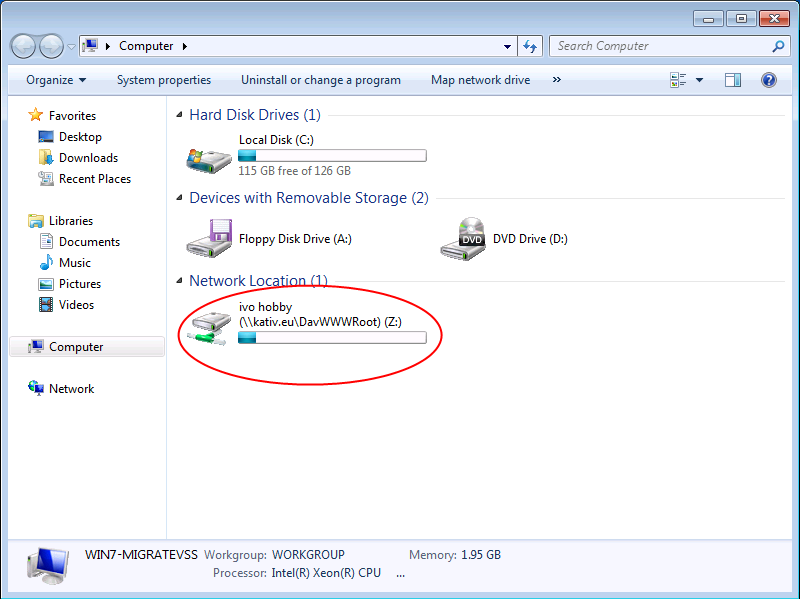 Computer
Search Computer
Organize
System properties
Uninstall or change a program
Map network drive
»
?
Favorites
Desktop
Downloads
Recent Places
Libraries
Documents
Music
Pictures
Videos
Computer
Network
Hard Disk Drives (1)
Local Disk (C:)
115 GB free of 126 GB
Devices with Removable Storage (2)
Floppy Disk Drive (A:)
DVD
DVD Drive (D:)
Network Location (1)
ivo hobby
(\\kativ.eu\DavWWWRoot) (Z:)
WIN7-MIGRATEVSS Workgroup: WORKGROUP Memory: 1.95 GB
Processor: Intel(R) Xeon(R) CPU ...